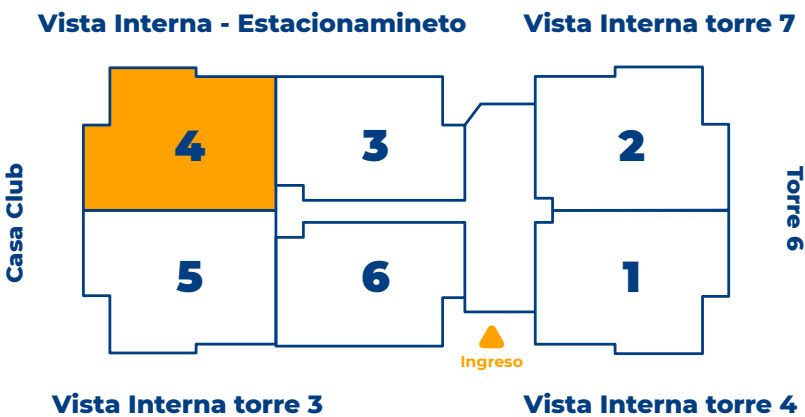 Vista Interna - Estacionamineto
Vista Interna torre 7
4
3
2
Casa Club
Torre 6
5
6
1
Ingreso
Vista Interna torre 3
Vista Interna torre 4